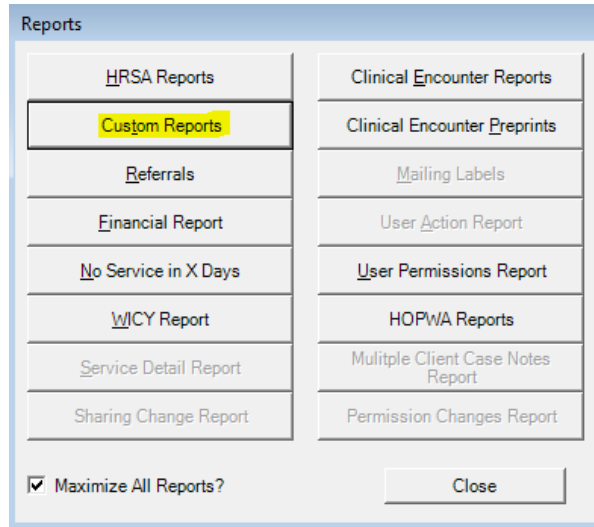 Reports
HRSA Reports
Clinical Encounter Reports
Custom Reports
Clinical Encounter Preprints
Referrals
Mailing Labels
Financial Report
User Action Report
No Service in X Days
User Permissions Report
WICY Report
HOPWA Reports
Service Detail Report
Mulitple Client Case Notes
Report
Sharing Change Report
Permission Changes Report
Maximize All Reports?
Close